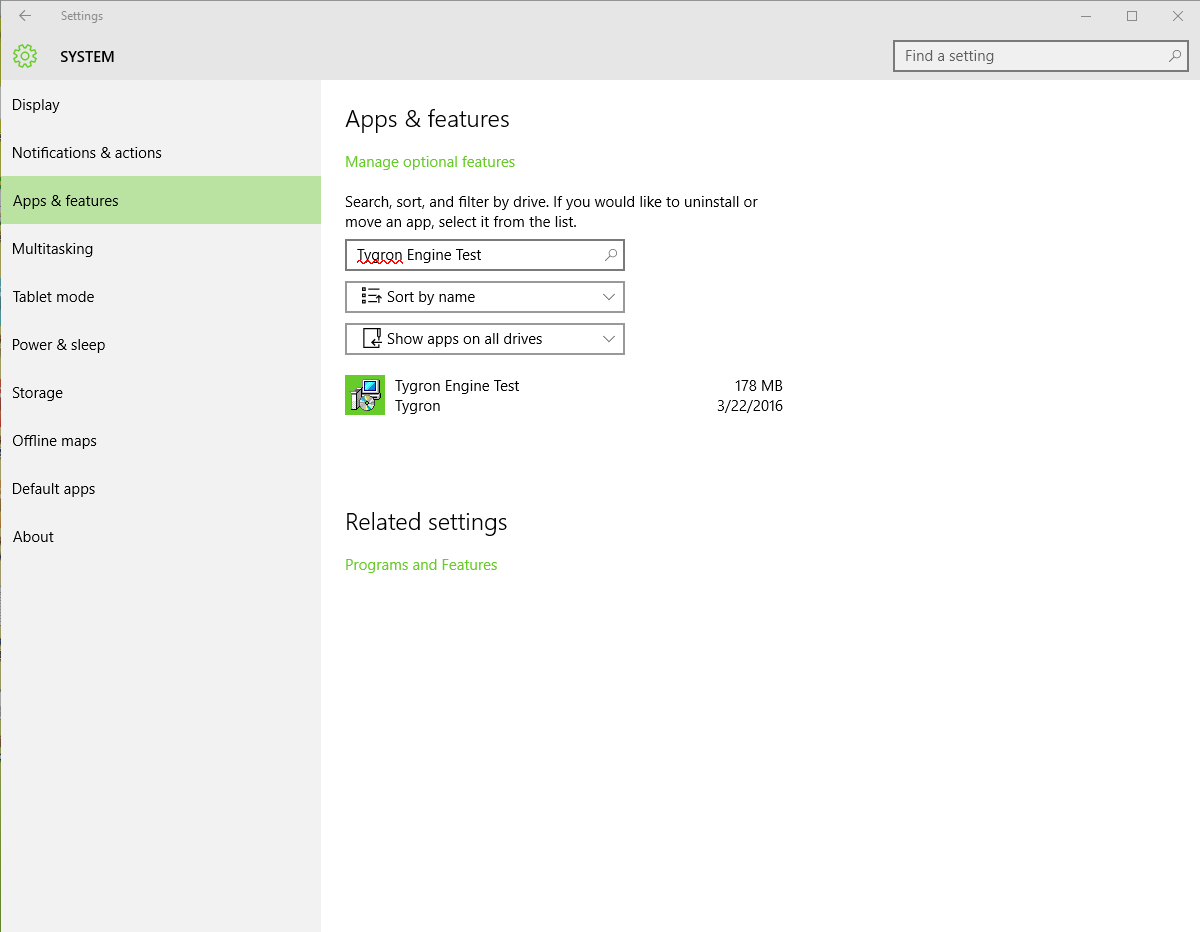 Settings
SYSTEM
Find a setting
Display
Notifications & actions
Apps & features
Multitasking
Tablet mode
Power & sleep
Storage
Offline maps
Default apps
About
Apps & features
Manage optional features
Search, sort, and filter by drive. If you would like to uninstall or
move an app, select it from the list.
Tygron Engine Test
Sort by name
Show apps on all drives
Tygron Engine Test 178 MB
Tygron 3/22/2016
Related settings
Programs and Features